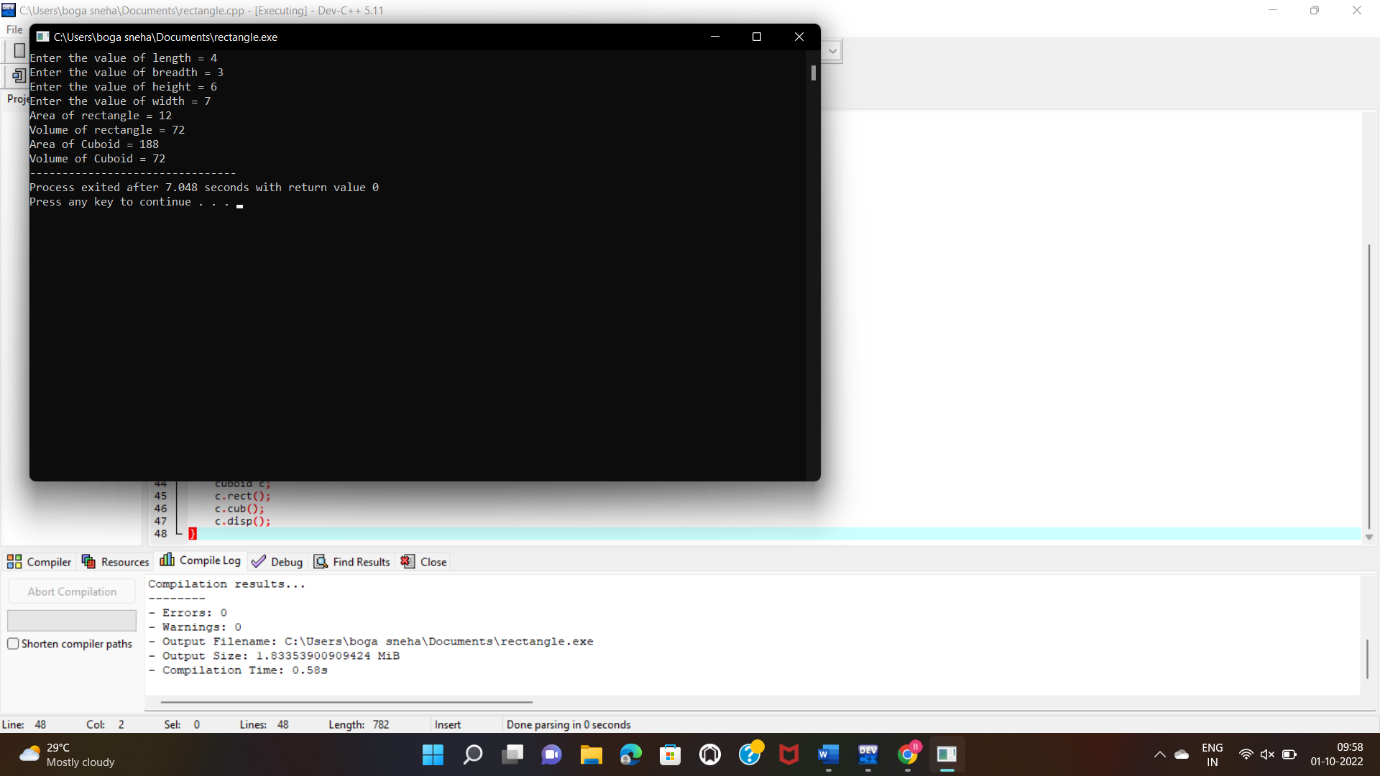 C:\Users\boga sneha\Documents\rectangle.cpp - [Executing] - Dev-C++ 5.11
File
C:\Users\boga sneha\Documents\rectangle.exe
Enter the value of length = 4
Enter the value of breadth = 3
Enter the value of height = 6
Enter the value of width = 7
Area of rectangle = 12
Volume of rectangle = 72
Area of Cuboid = 188
Volume of Cuboid = 72
--------------------------------
Process exited after 7.048 seconds with return value 0
Press any key to continue . . .
44 cuboid c;
45 c.rect();
46 c.cub();
47 c.disp();
48 }
Compiler Resources Compile Log Debug Find Results Close
Abort Compilation
Shorten compiler paths
Compilation results...
--------
- Errors: 0
- Warnings: 0
- Output Filename: C:\Users\boga sneha\Documents\rectangle.exe
- Output Size: 1.83353900909424 MiB
- Compilation Time: 0.58s
Line: 48 Col: 2 Sel: 0 Lines: 48 Length: 782 Insert Done parsing in 0 seconds
29°C
Mostly cloudy
ENG
IN
09:58
01-10-2022